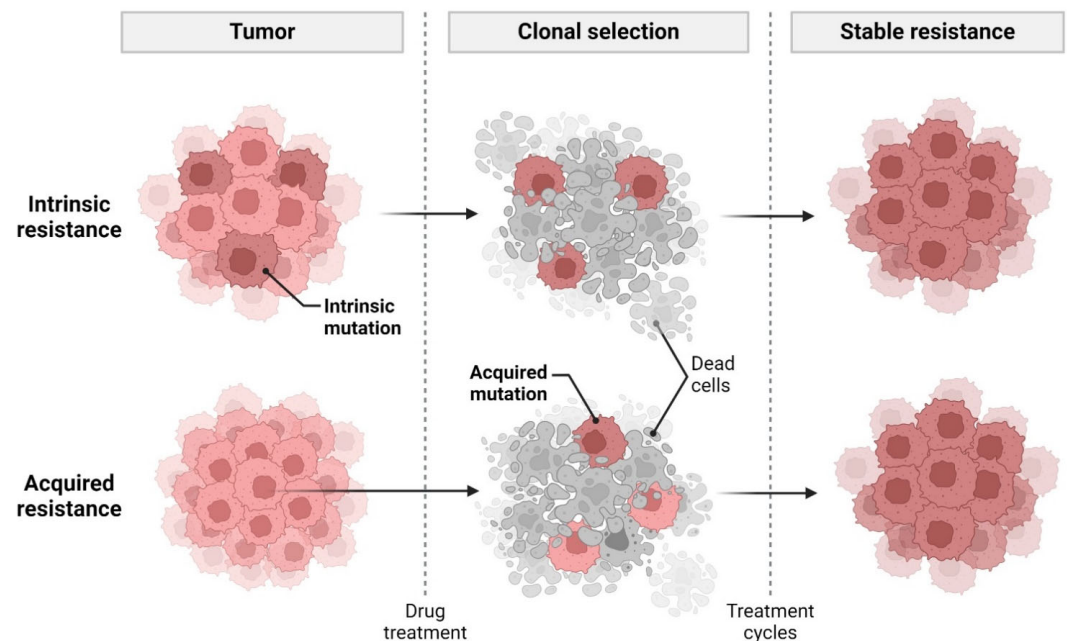 Tumor
Clonal selection
Stable resistance
Intrinsic
resistance
Intrinsic
mutation
Dead
cells
Acquired
mutation
Acquired
resistance
Drug
treatment
Treatment
cycles